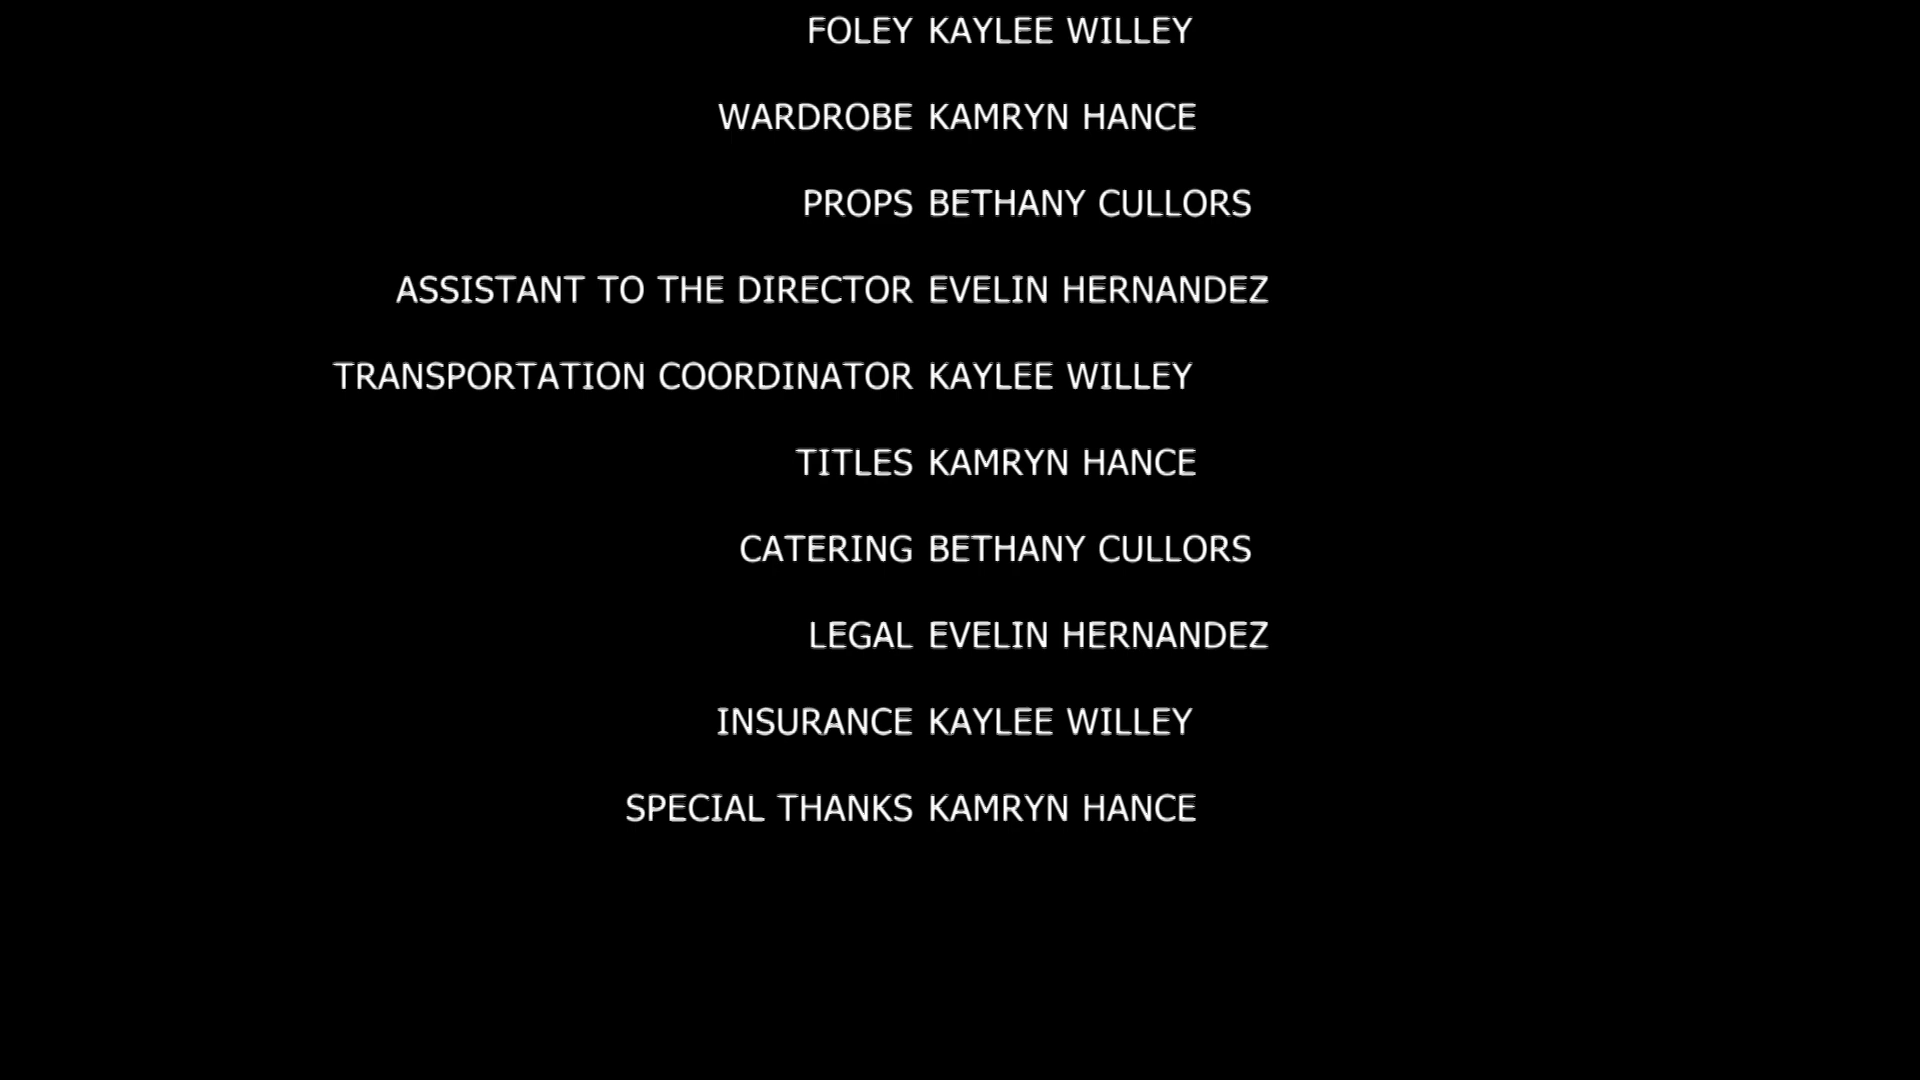 FOLEY KAYLEE WILLEY
WARDROBE KAMRYN HANCE
PROPS BETHANY CULLORS
ASSISTANT TO THE DIRECTOR EVELIN HERNANDEZ
TRANSPORTATION COORDINATOR KAYLEE WILLEY
TITLES KAMRYN HANCE
CATERING BETHANY CULLORS
LEGAL EVELIN HERNANDEZ
INSURANCE KAYLEE WILLEY
SPECIAL THANKS KAMRYN HANCE